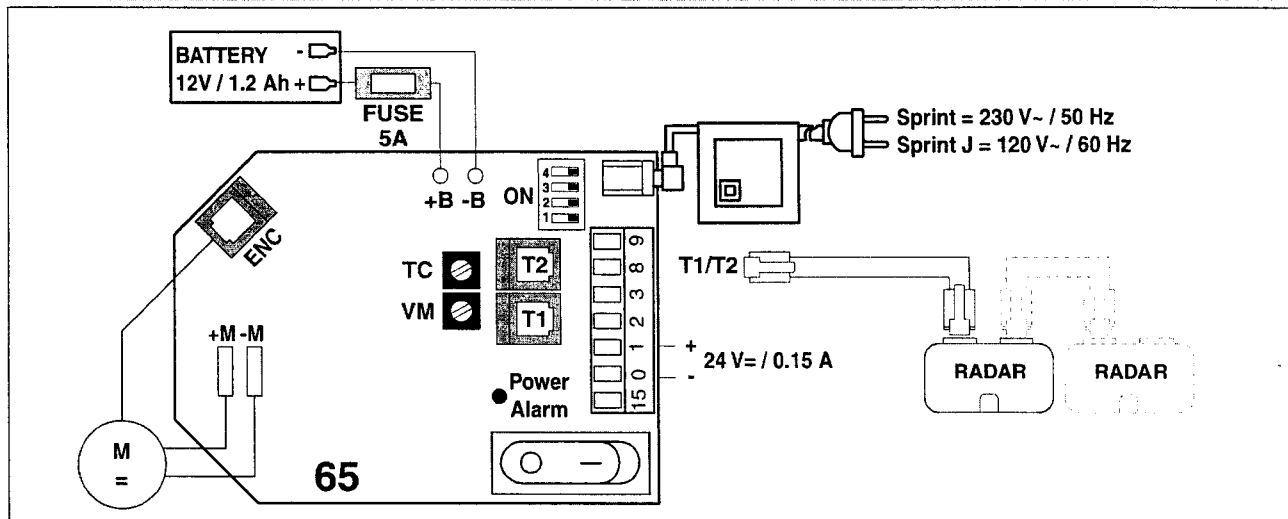 BATTERY -
12V / 1.2 Ah +
FUSE
5A
Sprint = 230 V~ / 50 Hz
Sprint J = 120 V~ / 60 Hz
+B -B
ON
4
3
2
1
ENC
TC
VM
T2
T1
9
8
3
2
1
0
15
T1/T2
+
24 V= / 0.15 A
-
RADAR
RADAR
+M -M
Power
Alarm
M
=
65